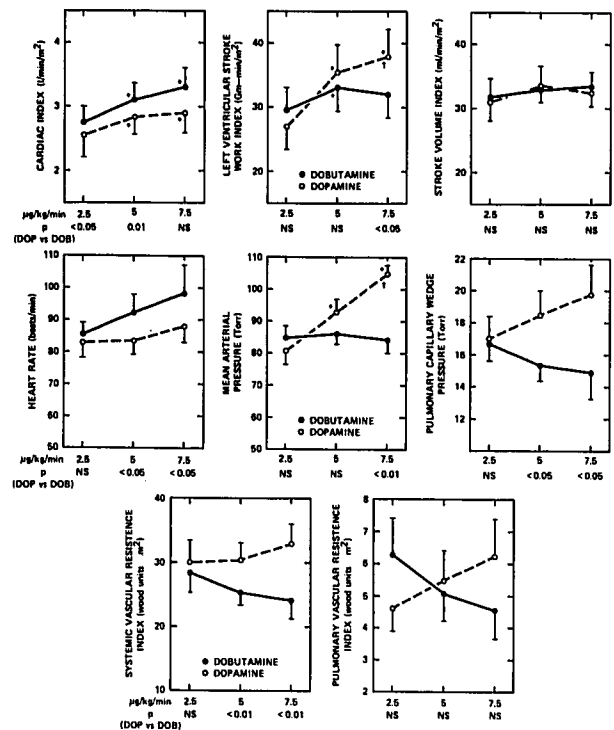 CARDIAC INDEX (l/min/m²)
4
3
2
2.5 5 7.5
µg/kg/min
p <0.05 0.01 NS
(DOP vs DOB)
LEFT VENTRICULAR STROKE
WORK INDEX (Gm-min/m²)
40
30
20
DOBUTAMINE
DOPAMINE
2.5 5 7.5
NS NS <0.05
STROKE VOLUME INDEX (ml/min/m²)
40
30
20
2.5 5 7.5
NS NS NS
HEART RATE (beats/min)
110
100
90
80
70
60
50
2.5 5 7.5
µg/kg/min
p NS <0.05 <0.05
(DOP vs DOB)
MEAN ARTERIAL
PRESSURE (Torr)
110
100
90
80
70
60
50
DOBUTAMINE
DOPAMINE
2.5 5 7.5
NS NS <0.01
PULMONARY CAPILLARY WEDGE
PRESSURE (Torr)
22
20
18
16
14
12
2.5 5 7.5
NS <0.05 <0.05
SYSTEMIC VASCULAR RESISTENCE
INDEX (wood units m²)
40
30
20
10
DOBUTAMINE
DOPAMINE
2.5 5 7.5
µg/kg/min
p NS <0.01 <0.01
(DOP vs DOB)
PULMONARY VASCULAR RESISTENCE
INDEX (wood units m²)
8
7
6
5
4
3
2
2.5 5 7.5
NS NS NS